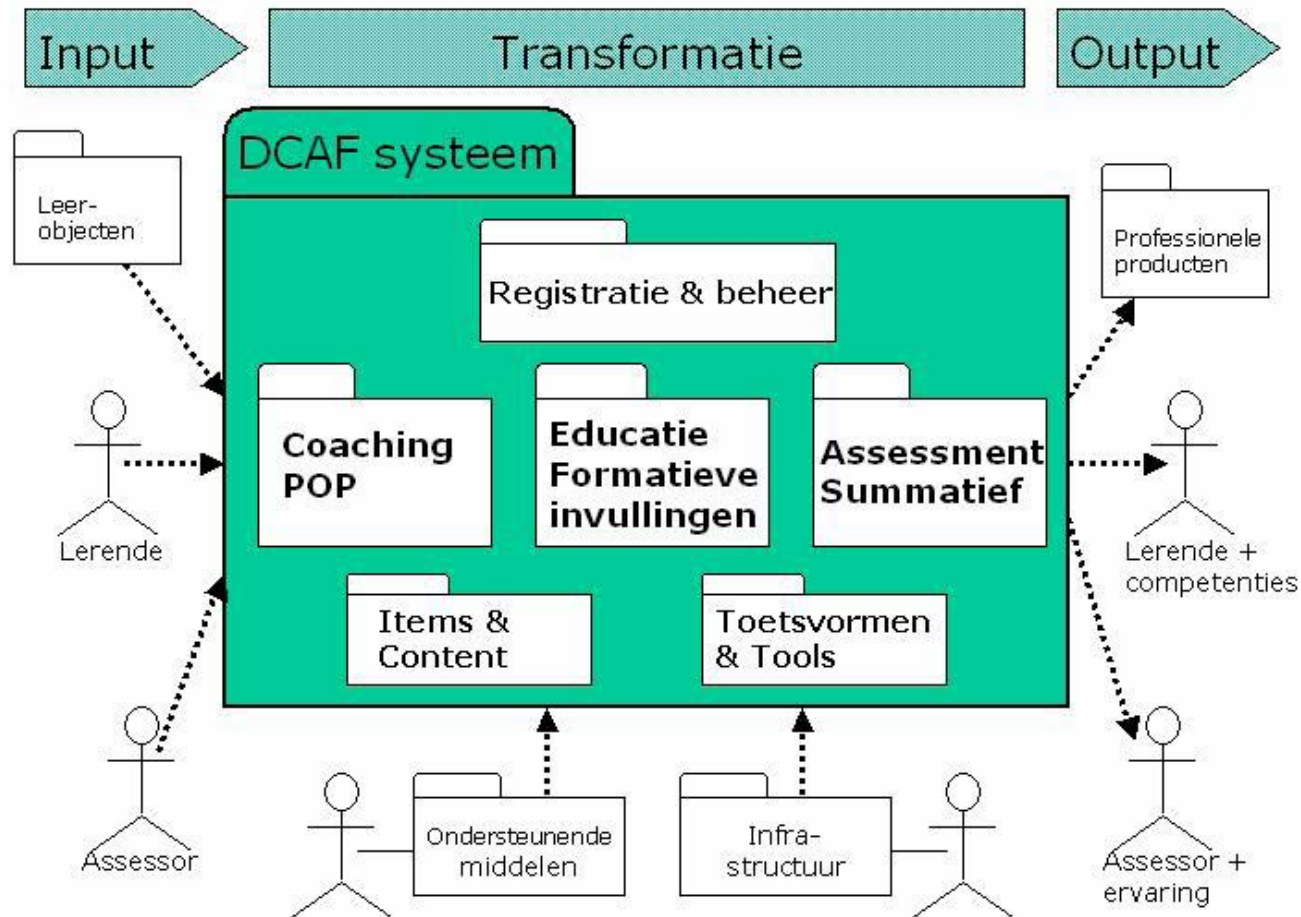 Input
Transformatie
Output
DCAF systeem
Leer-
objecten
Professionele
producten
Registratie & beheer
Coaching
POP
Educatie
Formatieve
invullingen
Assessment
Summatief
Lerende
Lerende +
competenties
Items &
Content
Toetsvormen
& Tools
Assessor
Ondersteunende
middelen
Infra-
structuur
Assessor +
ervaring